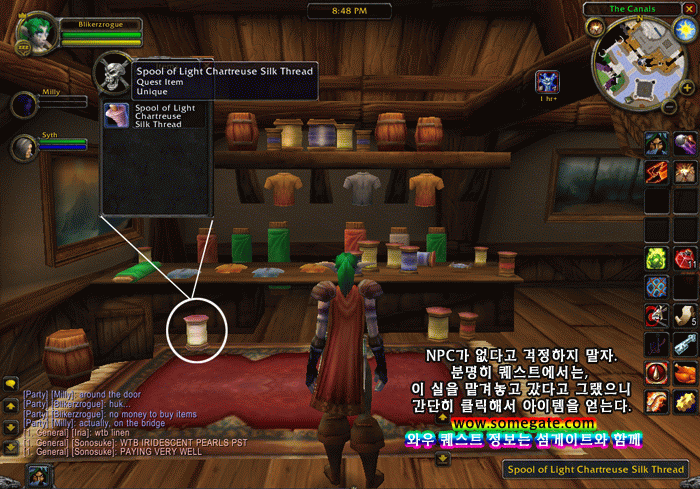 8:48 PM
The Canals
N
Blikerzrogue
Milly
Syth
Spool of Light Chartreuse Silk Thread
Quest Item
Unique
Spool of Light
Chartreuse
Silk Thread
1 hr+
11
NPC가 없다고 걱정하지 말자.
분명히 퀘스트에서는,
이 실을 맡겨놓고 갔다고 그랬으니
간단히 클릭해서 아이템을 얻는다.
www.somegate.com
와우 퀘스트 정보는 섬게이트와 함께
[Party] [Milly]: around the door
[Party] [Blikerzrogue]: huk...
[Party] [Blikerzrogue]: no money to buy items
[Party] [Milly]: actually, on the bridge
[1. General] [Iria]: wtb linen
[1. General] [Sonosuke]: WTB IRIDESCENT PEARLS PST
[1. General] [Sonosuke]: PAYING VERY WELL
Spool of Light Chartreuse Silk Thread